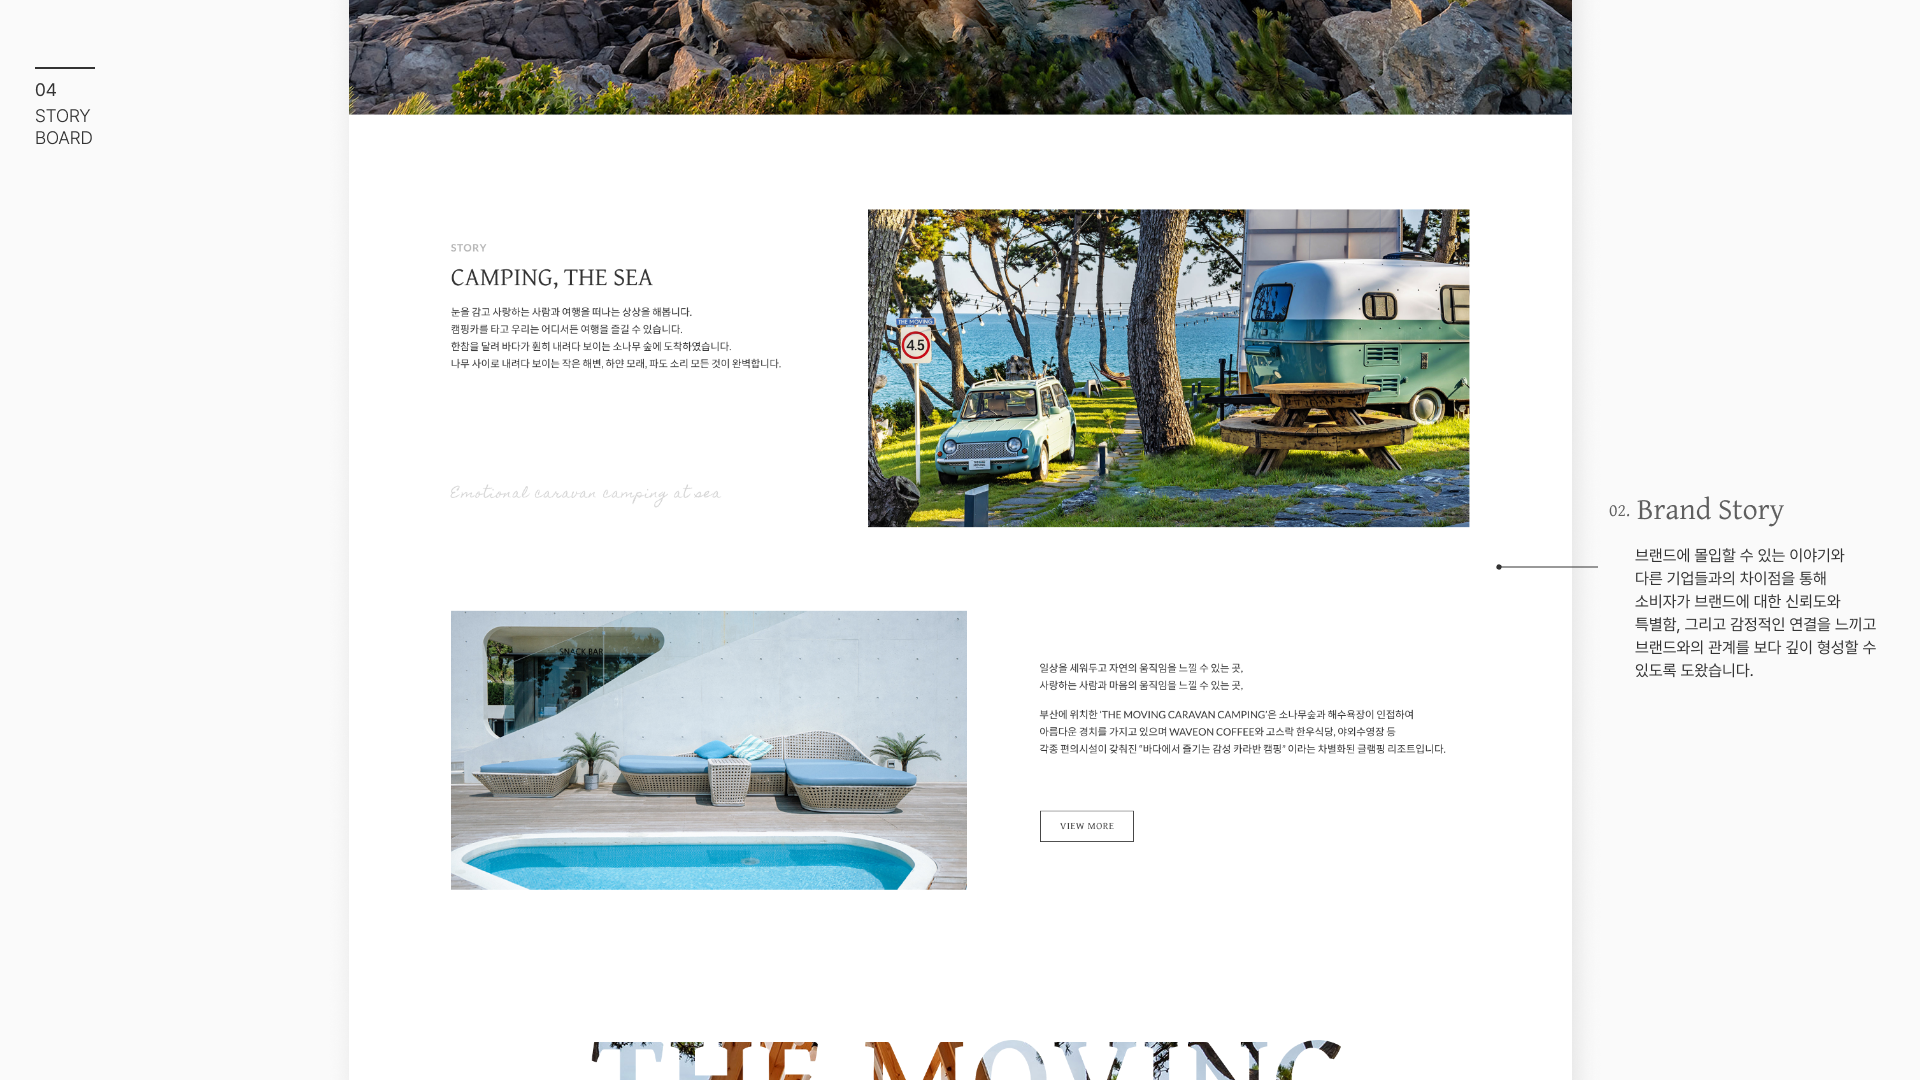 04
STORY
BOARD
STORY
CAMPING, THE SEA
눈을 감고 사랑하는 사람과 여행을 떠나는 상상을 해봅니다.
캠핑카를 타고 우리는 어디서든 여행을 즐길 수 있습니다.
한참을 달려 바다가 훤히 내려다 보이는 소나무 숲에 도착하였습니다.
나무 사이로 내려다 보이는 작은 해변, 하얀 모래, 파도 소리 모든 것이 완벽합니다.
Emotional caravan camping at sea
THE MOVING
4.5
02. Brand Story
브랜드에 몰입할 수 있는 이야기와
다른 기업들과의 차이점을 통해
소비자가 브랜드에 대한 신뢰도와
특별함, 그리고 감정적인 연결을 느끼고
브랜드와의 관계를 보다 깊이 형성할 수
있도록 도왔습니다.
SNACK BAR
일상을 세워두고 자연의 움직임을 느낄 수 있는 곳,
사랑하는 사람과 마음의 움직임을 느낄 수 있는 곳,
부산에 위치한 'THE MOVING CARAVAN CAMPING'은 소나무숲과 해수욕장이 인접하여
아름다운 경치를 가지고 있으며 WAVEON COFFEE와 고스락 한우식당, 야외수영장 등
각종 편의시설이 갖춰진 "바다에서 즐기는 감성 카라반 캠핑" 이라는 차별화된 글램핑 리조트입니다.
VIEW MORE
THE MOVING